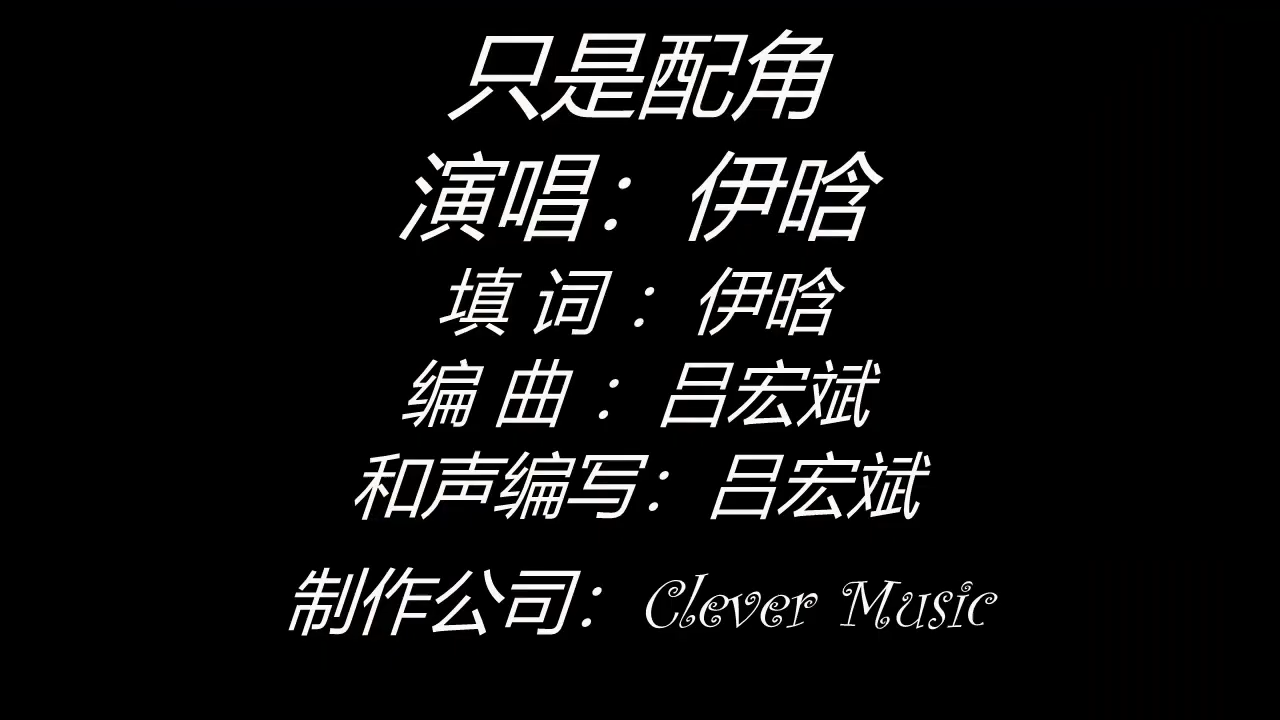 只是配角
演唱：伊晗
填 词 ：伊晗
编 曲 ：吕宏斌
和声编写：吕宏斌
制作公司：Clever Music